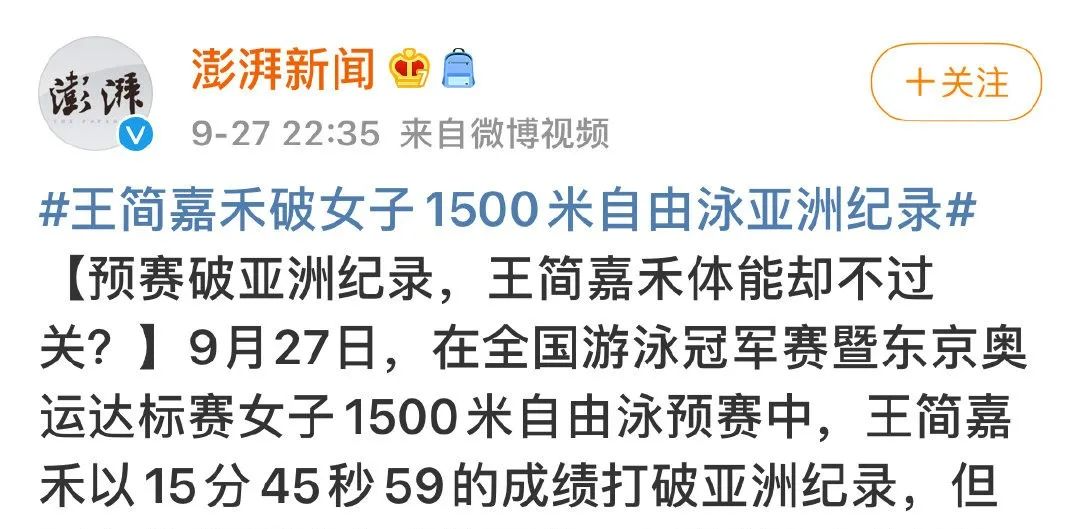 澎湃
澎湃新闻
+关注
9-27 22:35 来自微博视频
#王简嘉禾破女子1500米自由泳亚洲纪录#
【预赛破亚洲纪录，王简嘉禾体能却不过
关？】9月27日，在全国游泳冠军赛暨东京奥
运达标赛女子1500米自由泳预赛中，王简嘉
禾以15分45秒59的成绩打破亚洲纪录，但